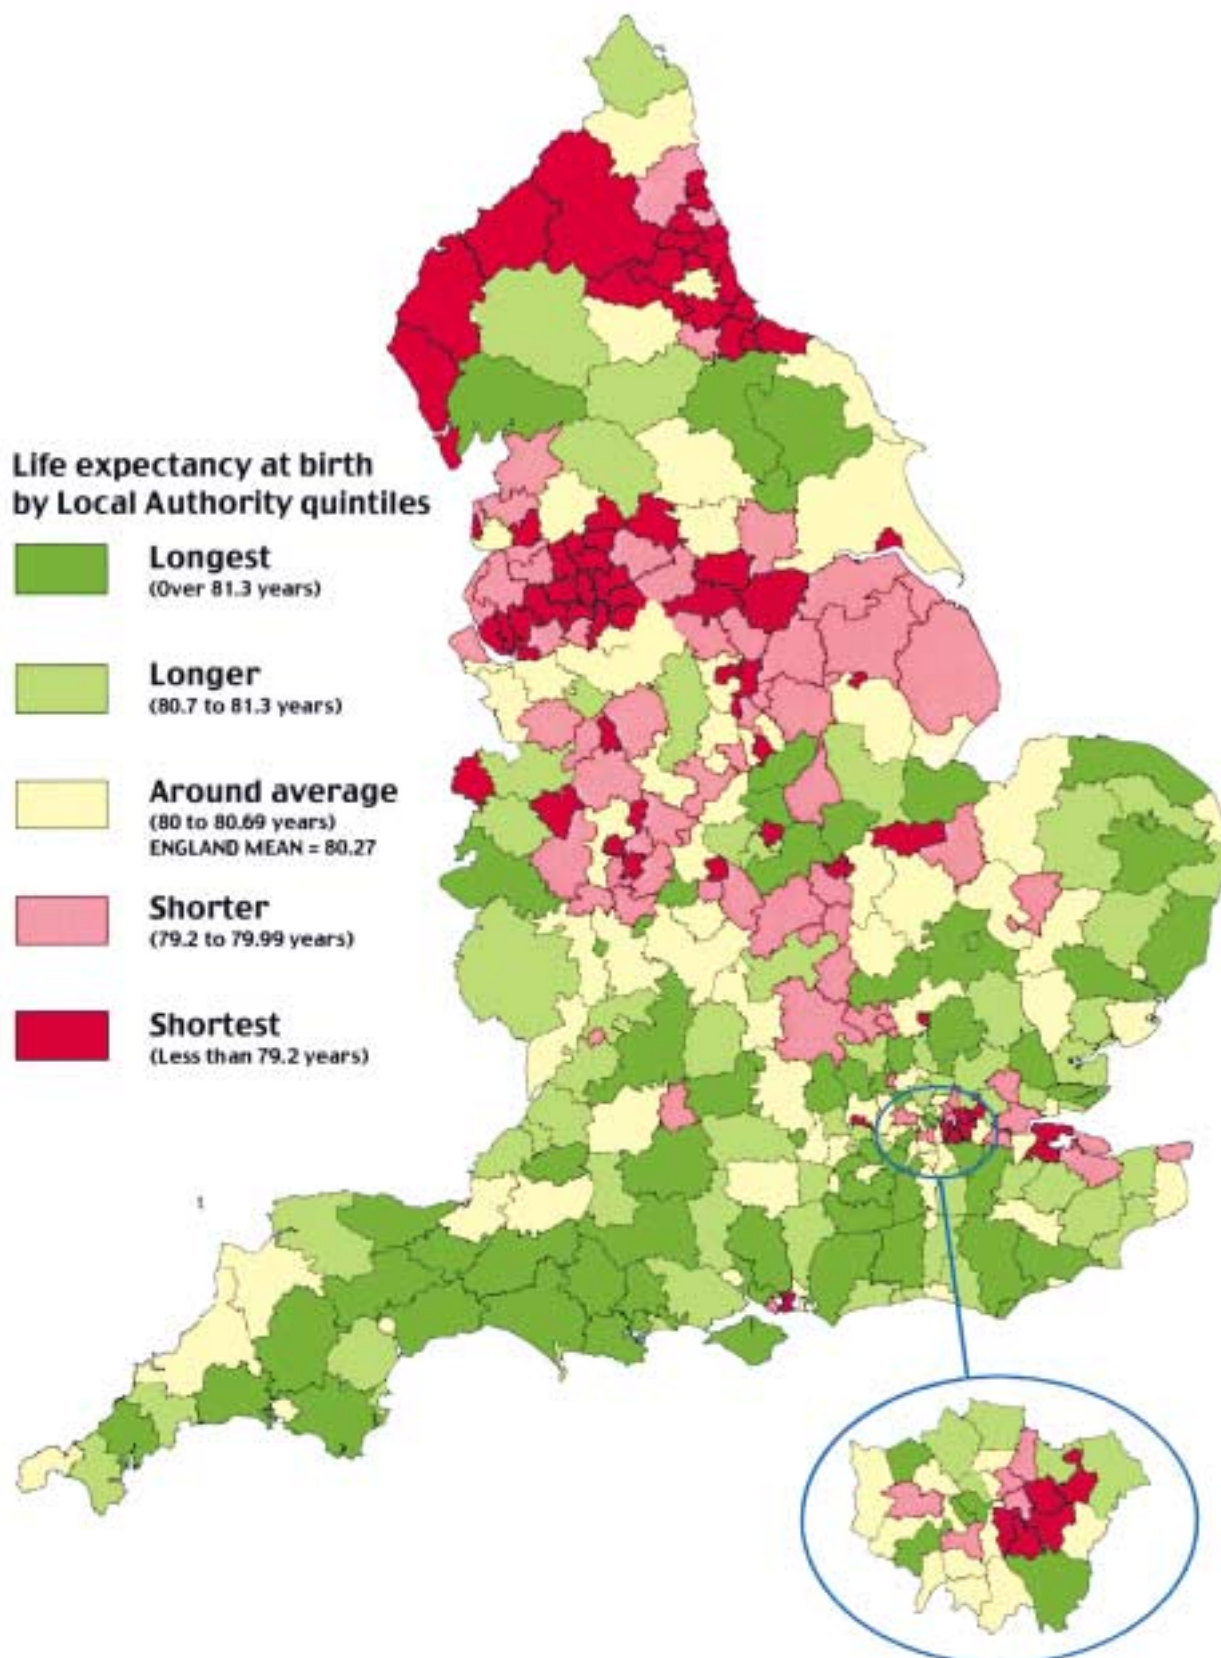 Life expectancy at birth
by Local Authority quintiles
Longest
(Over 81.3 years)
Longer
(80.7 to 81.3 years)
Around average
(80 to 80.69 years)
ENGLAND MEAN = 80.27
Shorter
(79.2 to 79.99 years)
Shortest
(Less than 79.2 years)
1